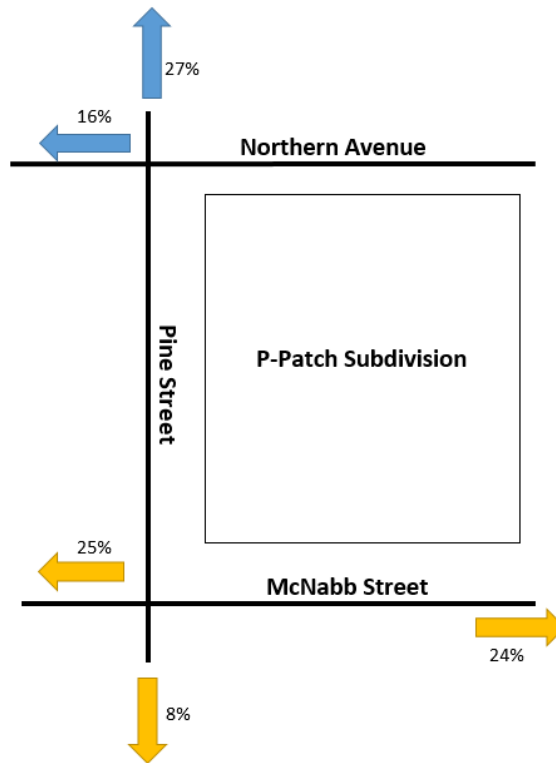 27%
16%
Northern Avenue
Pine Street
P-Patch Subdivision
25%
McNabb Street
24%
8%